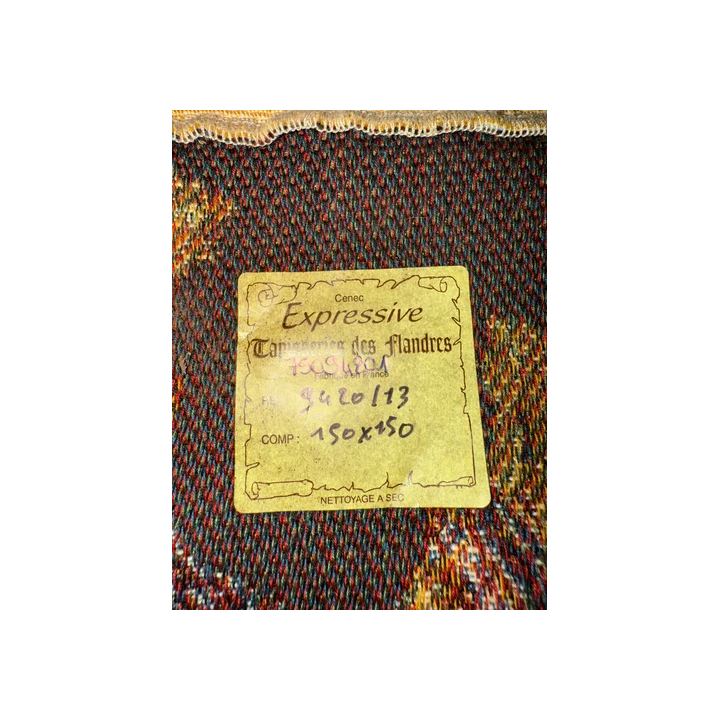 Cenec
Expressive
Tapisseries des Flandres
Fabriqué en France
9420/13
COMP : 150x150
NETTOYAGE A SEC